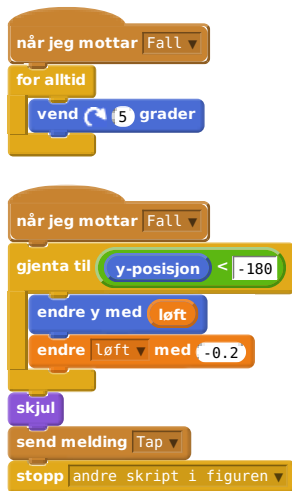 når jeg mottar Fall
for alltid
vend 5 grader
når jeg mottar Fall
gjenta til y-posisjon < -180
endre y med løft
endre løft med -0.2
skjul
send melding Tap
stopp andre skript i figuren